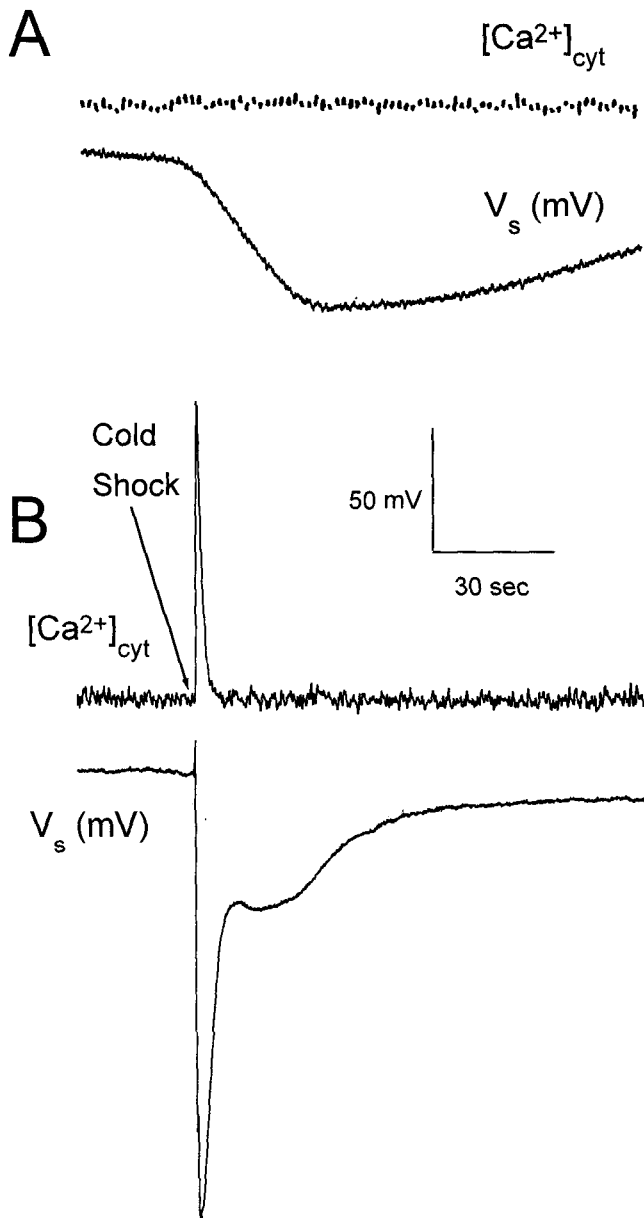 A
[Ca²⁺]cyt
Vs (mV)
Cold
Shock
B
50 mV
30 sec
[Ca²⁺]cyt
Vs (mV)